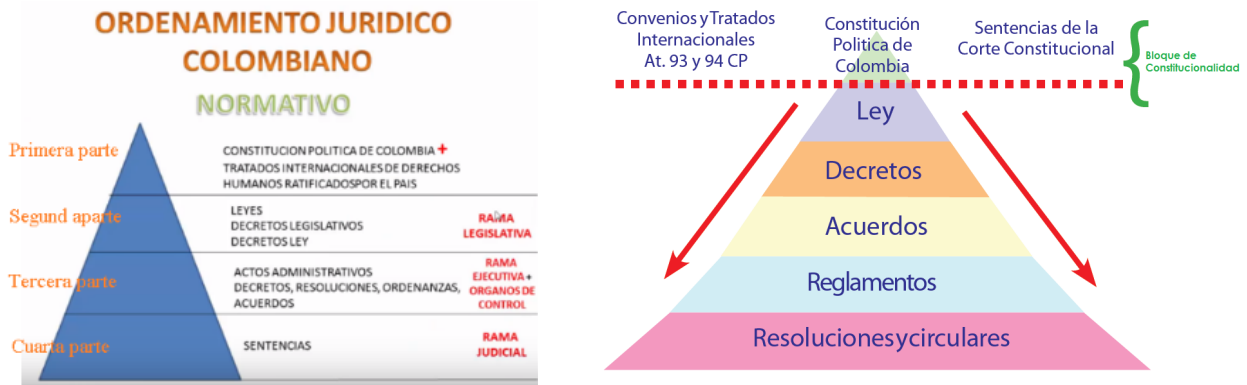 ORDENAMIENTO JURIDICO
COLOMBIANO
NORMATIVO
Primera parte
CONSTITUCION POLITICA DE COLOMBIA +
TRATADOS INTERNACIONALES DE DERECHOS
HUMANOS RATIFICADOSPOR EL PAIS
Segund aparte
LEYES
DECRETOS LEGISLATIVOS
DECRETOS LEY
RAMA
LEGISLATIVA
Tercera parte
ACTOS ADMINISTRATIVOS
DECRETOS, RESOLUCIONES, ORDENANZAS,
ACUERDOS
RAMA
EJECUTIVA +
ORGANOS DE
CONTROL
Cuarta parte
SENTENCIAS
RAMA
JUDICIAL
Convenios y Tratados
Internacionales
At. 93 y 94 CP
Constitución
Politica de
Colombia
Sentencias de la
Corte Constitucional
Bloque de
Constitucionalidad
Ley
Decretos
Acuerdos
Reglamentos
Resolucionesycirculares